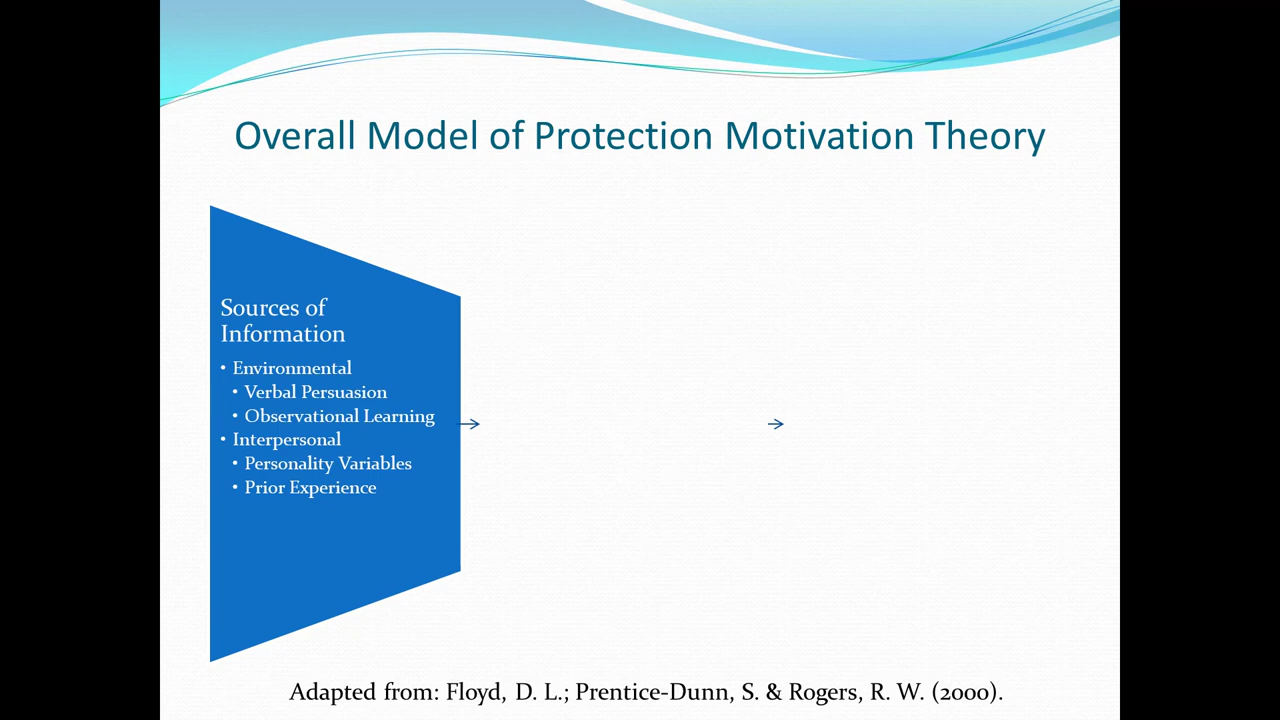 Overall Model of Protection Motivation Theory
Sources of
Information
• Environmental
• Verbal Persuasion
• Observational Learning
• Interpersonal
• Personality Variables
• Prior Experience
Adapted from: Floyd, D. L.; Prentice-Dunn, S. & Rogers, R. W. (2000).